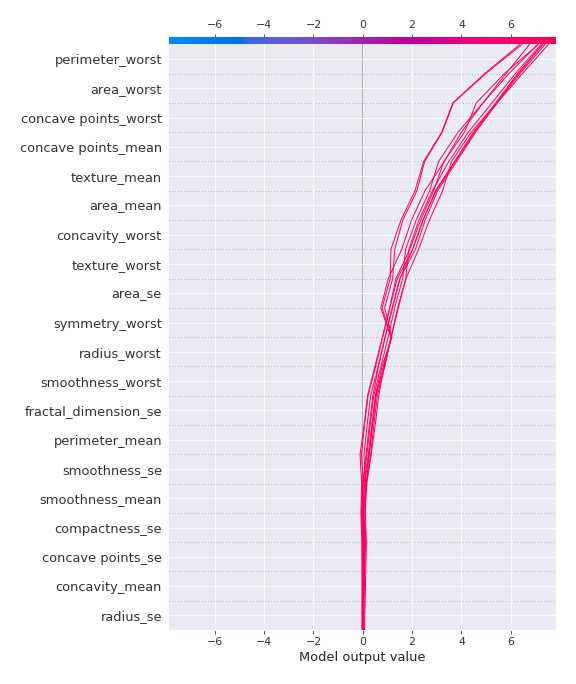 −6 −4 −2 0 2 4 6
perimeter_worst
area_worst
concave points_worst
concave points_mean
texture_mean
area_mean
concavity_worst
texture_worst
area_se
symmetry_worst
radius_worst
smoothness_worst
fractal_dimension_se
perimeter_mean
smoothness_se
smoothness_mean
compactness_se
concave points_se
concavity_mean
radius_se
−6 −4 −2 0 2 4 6
Model output value